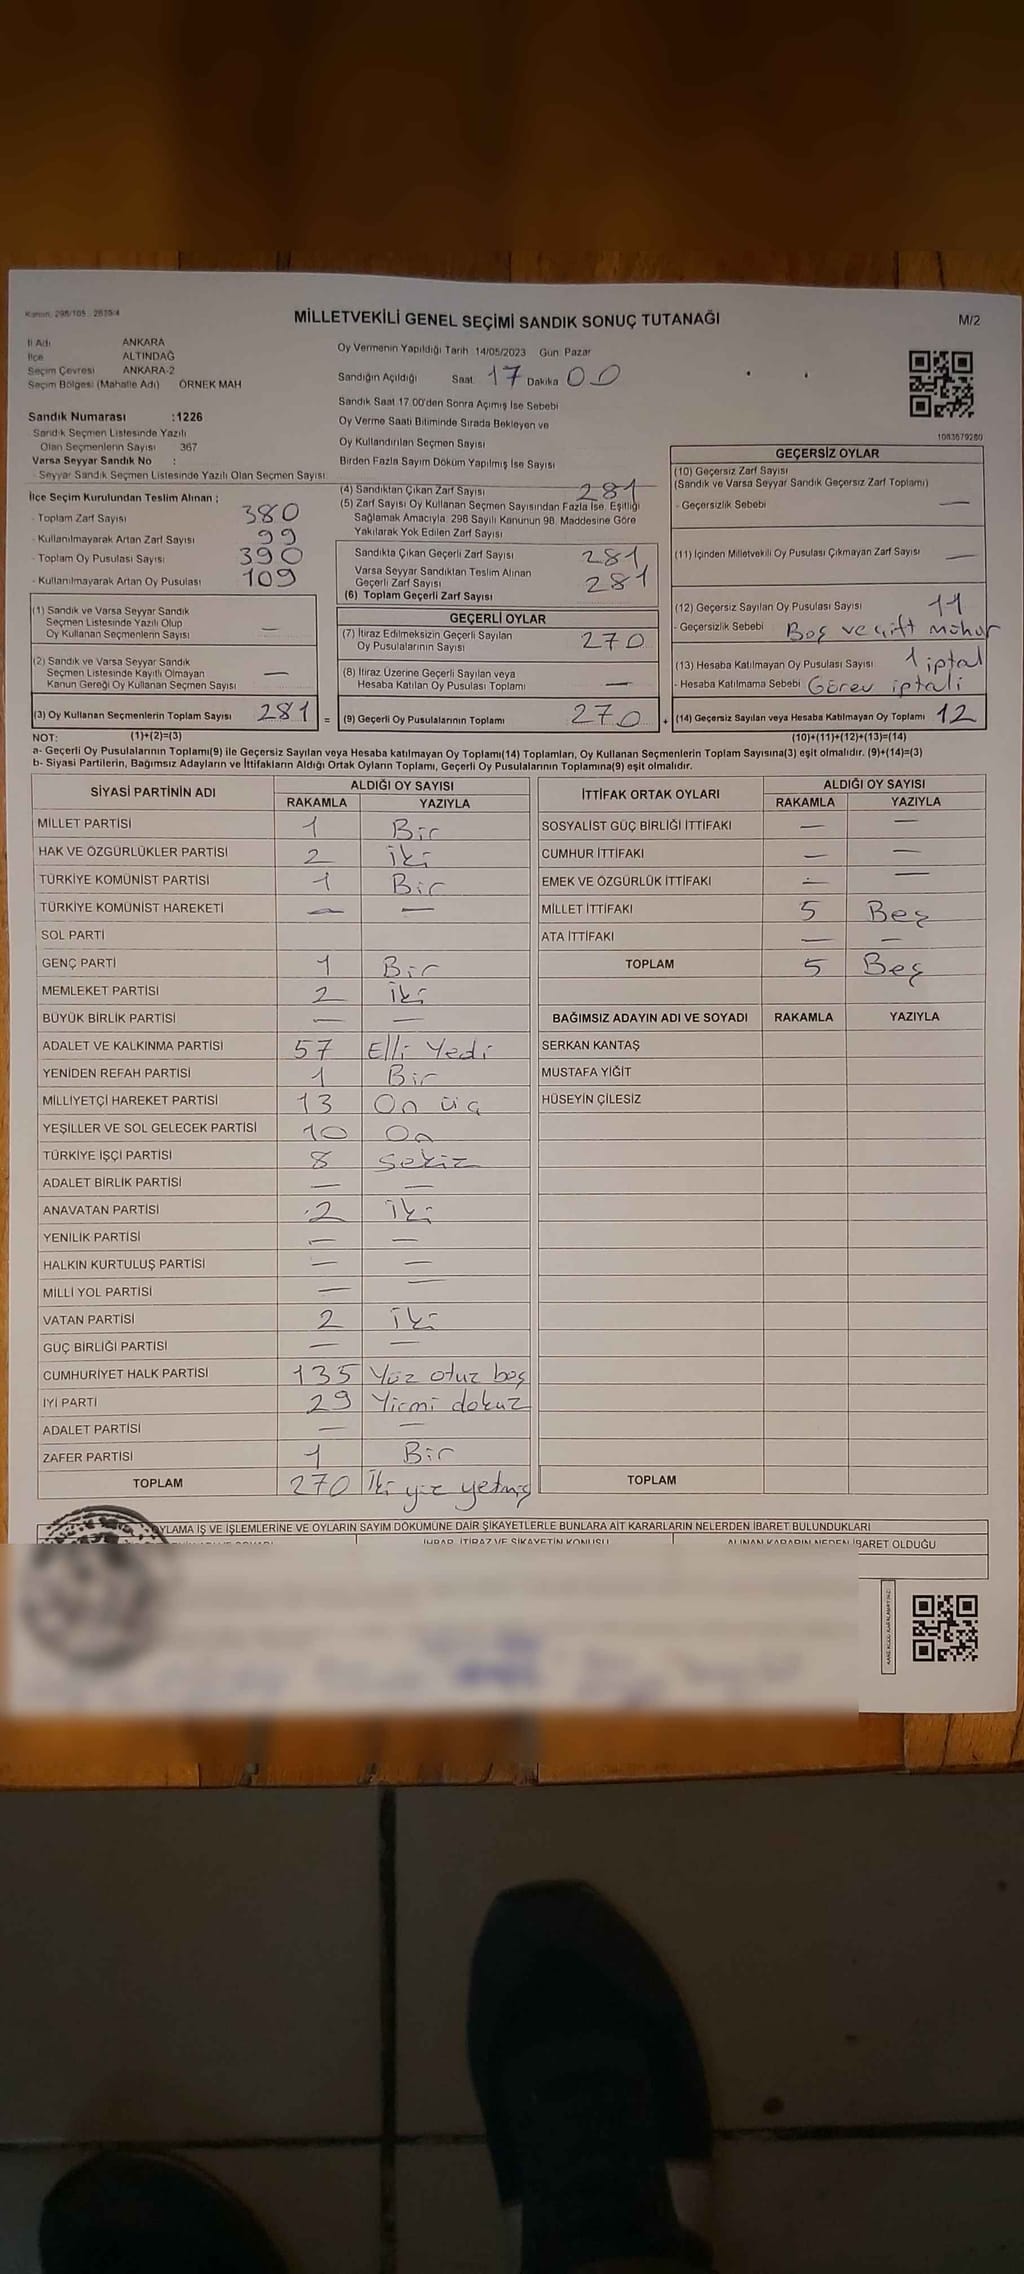 Kanun: 298/105 - 2839/4
MİLLETVEKİLİ GENEL SEÇİMİ SANDIK SONUÇ TUTANAĞI
M/2
İl Adı ANKARA
İlçe ALTINDAĞ
Seçim Çevresi ANKARA-2
Seçim Bölgesi (Mahalle Adı) ÖRNEK MAH
Sandık Numarası :1226
Sandık Seçmen Listesinde Yazılı
Olan Seçmenlerin Sayısı 367
Varsa Seyyar Sandık No :
- Seyyar Sandık Seçmen Listesinde Yazılı Olan Seçmen Sayısı
Oy Vermenin Yapıldığı Tarih 14/05/2023 Gün Pazar
Sandığın Açıldığı Saat 17 Dakika 00
Sandık Saat 17.00'den Sonra Açımış İse Sebebi
Oy Verme Saati Bitiminde Sırada Bekleyen ve
Oy Kullandırılan Seçmen Sayısı
Birden Fazla Sayım Döküm Yapılmış İse Sayısı
1083679280
İlçe Seçim Kurulundan Teslim Alınan ;
- Toplam Zarf Sayısı 380
- Kullanılmayarak Artan Zarf Sayısı 99
- Toplam Oy Pusulası Sayısı 390
- Kullanılmayarak Artan Oy Pusulası 109
(1) Sandık ve Varsa Seyyar Sandık
Seçmen Listesinde Yazılı Olup
Oy Kullanan Seçmenlerin Sayısı —
(2) Sandık ve Varsa Seyyar Sandık
Seçmen Listesinde Kayıtlı Olmayan
Kanun Gereği Oy Kullanan Seçmen Sayısı —
(3) Oy Kullanan Seçmenlerin Toplam Sayısı 281 =
(4) Sandıktan Çıkan Zarf Sayısı 281
(5) Zarf Sayısı Oy Kullanan Seçmen Sayısından Fazla İse, Eşitliği
Sağlamak Amacıyla, 298 Sayılı Kanunun 98. Maddesine Göre
Yakılarak Yok Edilen Zarf Sayısı
Sandıkta Çıkan Geçerli Zarf Sayısı 281
Varsa Seyyar Sandıktan Teslim Alınan
Geçerli Zarf Sayısı 281
(6) Toplam Geçerli Zarf Sayısı
GEÇERLİ OYLAR
(7) İtiraz Edilmeksizin Geçerli Sayılan
Oy Pusulalarının Sayısı 270
(8) İtiraz Üzerine Geçerli Sayılan veya
Hesaba Katılan Oy Pusulası Toplamı —
(9) Geçerli Oy Pusulalarının Toplamı 270 +
GEÇERSİZ OYLAR
(10) Geçersiz Zarf Sayısı
(Sandık ve Varsa Seyyar Sandık Geçersiz Zarf Toplamı)
- Geçersizlik Sebebi —
(11) İçinden Milletvekili Oy Pusulası Çıkmayan Zarf Sayısı —
(12) Geçersiz Sayılan Oy Pusulası Sayısı 11
- Geçersizlik Sebebi Boş ve çift mühür
(13) Hesaba Katılmayan Oy Pusulası Sayısı 1 iptal
- Hesaba Katılmama Sebebi Görev iptali
(14) Geçersiz Sayılan veya Hesaba Katılmayan Oy Toplamı 12
NOT: (1)+(2)=(3) (10)+(11)+(12)+(13)=(14)
a- Geçerli Oy Pusulalarının Toplamı(9) ile Geçersiz Sayılan veya Hesaba katılmayan Oy Toplamı(14) Toplamları, Oy Kullanan Seçmenlerin Toplam Sayısına(3) eşit olmalıdır. (9)+(14)=(3)
b- Siyasi Partilerin, Bağımsız Adayların ve İttifakların Aldığı Ortak Oyların Toplamı, Geçerli Oy Pusulalarının Toplamına(9) eşit olmalıdır.
SİYASİ PARTİNİN ADI
ALDIĞI OY SAYISI
RAKAMLA YAZIYLA
MİLLET PARTİSİ 1 Bir
HAK VE ÖZGÜRLÜKLER PARTİSİ 2 İki
TÜRKİYE KOMÜNİST PARTİSİ 1 Bir
TÜRKİYE KOMÜNİST HAREKETİ — —
SOL PARTİ
GENÇ PARTİ 1 Bir
MEMLEKET PARTİSİ 2 İki
BÜYÜK BİRLİK PARTİSİ — —
ADALET VE KALKINMA PARTİSİ 57 Elli Yedi
YENİDEN REFAH PARTİSİ 1 Bir
MİLLİYETÇİ HAREKET PARTİSİ 13 On üç
YEŞİLLER VE SOL GELECEK PARTİSİ 10 On
TÜRKİYE İŞÇİ PARTİSİ 8 Sekiz
ADALET BİRLİK PARTİSİ — —
ANAVATAN PARTİSİ 2 İki
YENİLİK PARTİSİ — —
HALKIN KURTULUŞ PARTİSİ — —
MİLLİ YOL PARTİSİ — —
VATAN PARTİSİ 2 İki
GÜÇ BİRLİĞİ PARTİSİ — —
CUMHURİYET HALK PARTİSİ 135 Yüz otuz beş
İYİ PARTİ 29 Yirmi dokuz
ADALET PARTİSİ — —
ZAFER PARTİSİ 1 Bir
TOPLAM 270 İki yüz yetmiş
İTTİFAK ORTAK OYLARI
ALDIĞI OY SAYISI
RAKAMLA YAZIYLA
SOSYALİST GÜÇ BİRLİĞİ İTTİFAKI — —
CUMHUR İTTİFAKI — —
EMEK VE ÖZGÜRLÜK İTTİFAKI — —
MİLLET İTTİFAKI 5 Beş
ATA İTTİFAKI — —
TOPLAM 5 Beş
BAĞIMSIZ ADAYIN ADI VE SOYADI RAKAMLA YAZIYLA
SERKAN KANTAŞ
MUSTAFA YİĞİT
HÜSEYİN ÇİLESİZ
TOPLAM
OYLAMA İŞ VE İŞLEMLERİNE VE OYLARIN SAYIM DÖKÜMÜNE DAİR ŞİKAYETLERLE BUNLARA AİT KARARLARIN NELERDEN İBARET BULUNDUKLARI
İHBAR, İTİRAZ VE ŞİKAYETİN KONUSU ALINAN KARARIN NEDEN İBARET OLDUĞU